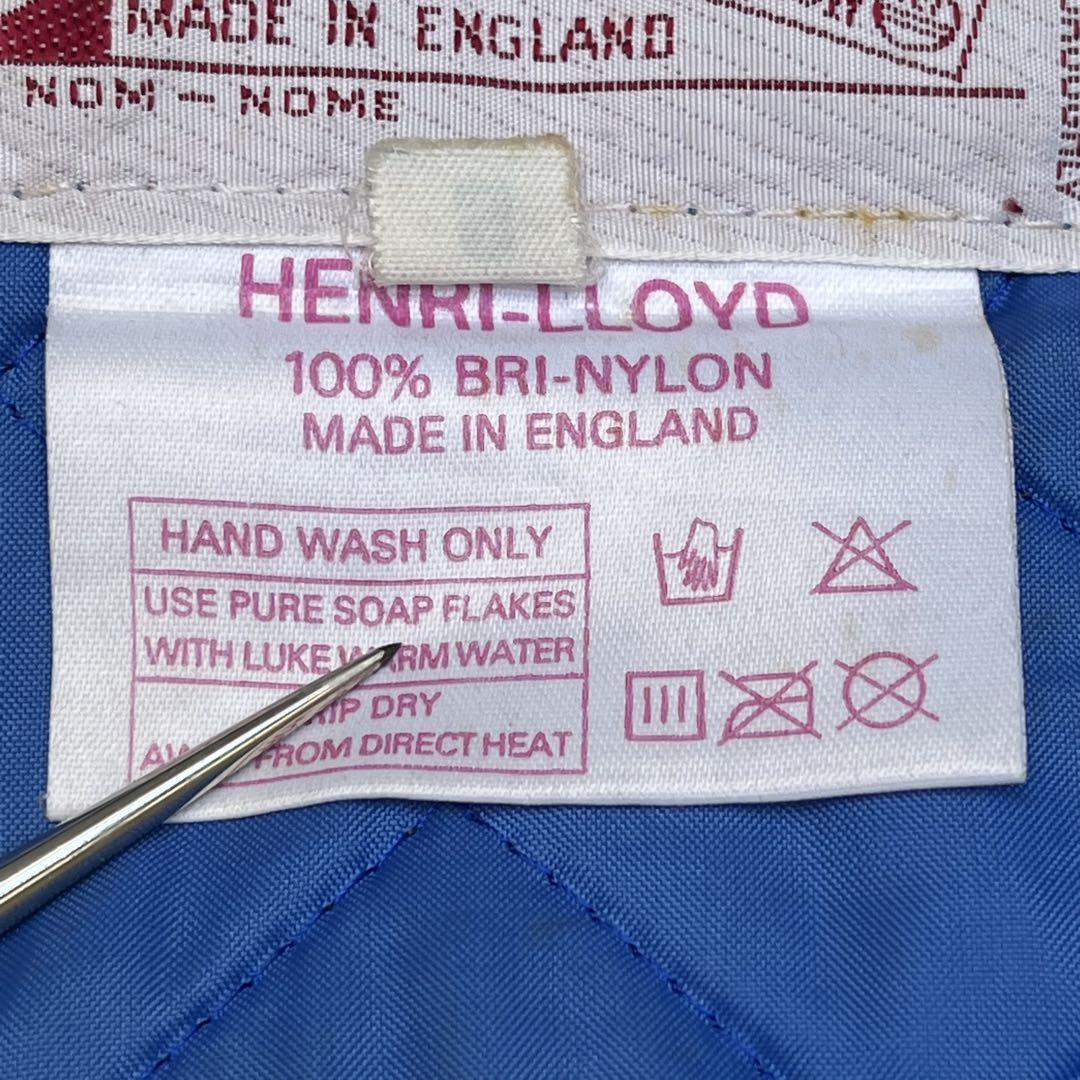 MADE IN ENGLAND
NOM – NOME
HENRI-LLOYD
100% BRI-NYLON
MADE IN ENGLAND
HAND WASH ONLY
USE PURE SOAP FLAKES
WITH LUKE WARM WATER
DRIP DRY
AWAY FROM DIRECT HEAT